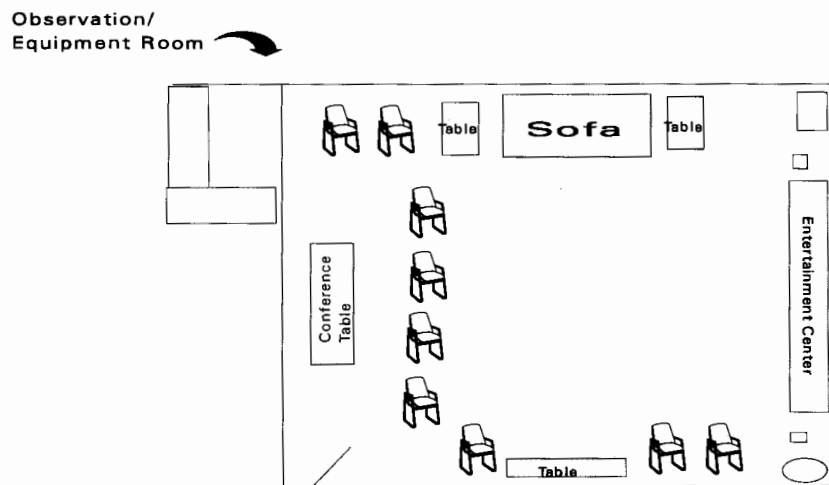 Observation/
Equipment Room
Table
Sofa
Table
Conference
Table
Entertainment Center
Table